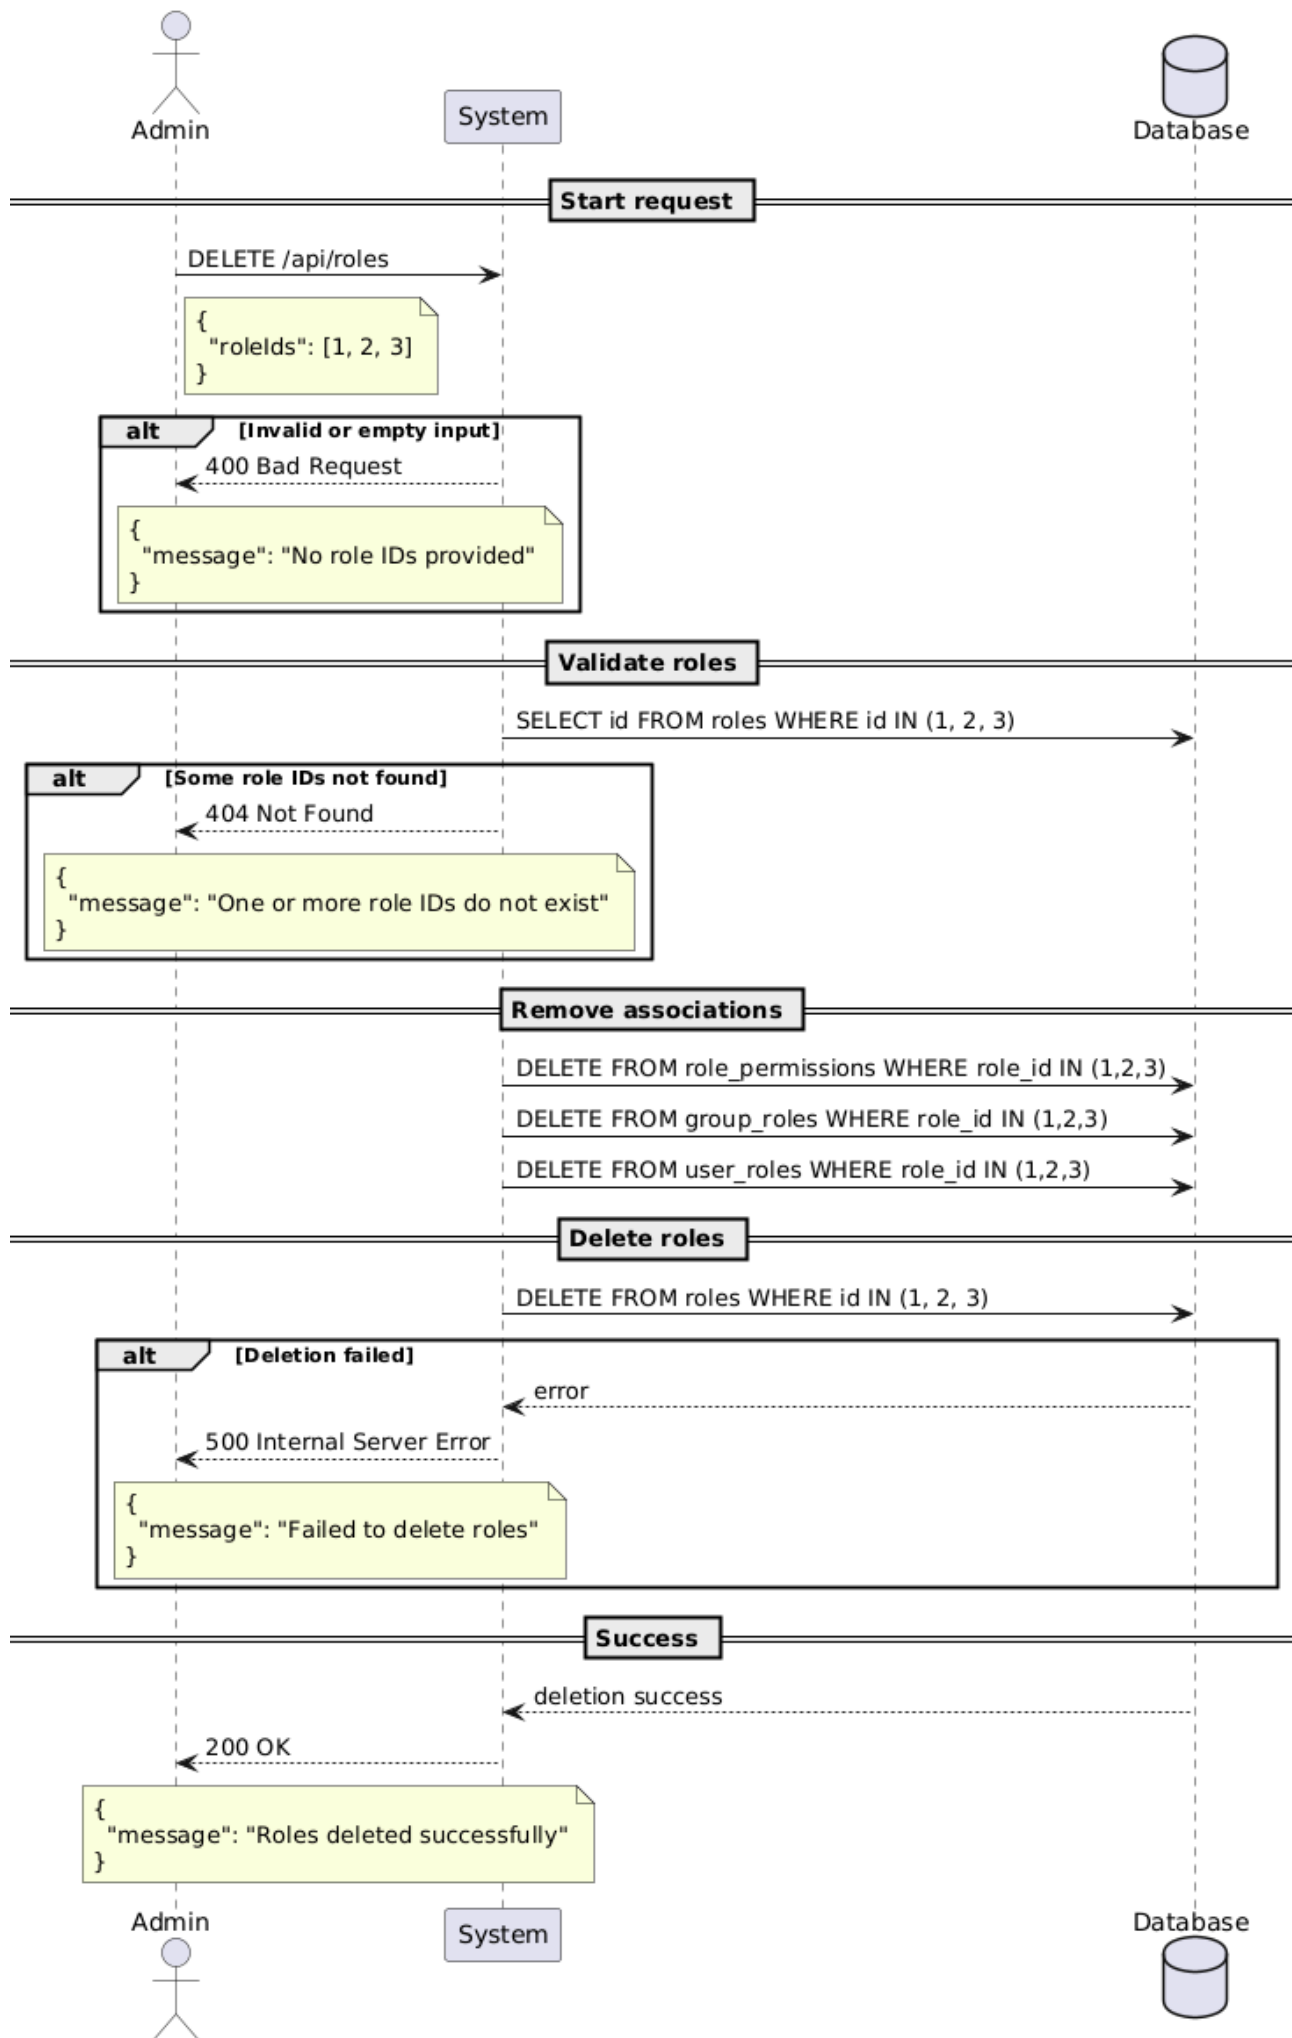 Admin
System
Database
Start request
DELETE /api/roles
{
"roleIds": [1, 2, 3]
}
alt [Invalid or empty input]
400 Bad Request
{
"message": "No role IDs provided"
}
Validate roles
SELECT id FROM roles WHERE id IN (1, 2, 3)
alt [Some role IDs not found]
404 Not Found
{
"message": "One or more role IDs do not exist"
}
Remove associations
DELETE FROM role_permissions WHERE role_id IN (1,2,3)
DELETE FROM group_roles WHERE role_id IN (1,2,3)
DELETE FROM user_roles WHERE role_id IN (1,2,3)
Delete roles
DELETE FROM roles WHERE id IN (1, 2, 3)
alt [Deletion failed]
error
500 Internal Server Error
{
"message": "Failed to delete roles"
}
Success
deletion success
200 OK
{
"message": "Roles deleted successfully"
}
Admin
System
Database